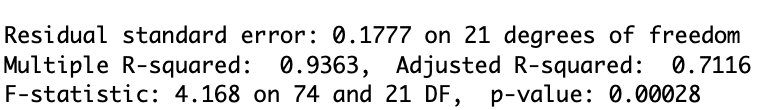 Residual standard error: 0.1777 on 21 degrees of freedom
Multiple R-squared:  0.9363,  Adjusted R-squared:  0.7116
F-statistic: 4.168 on 74 and 21 DF,  p-value: 0.00028